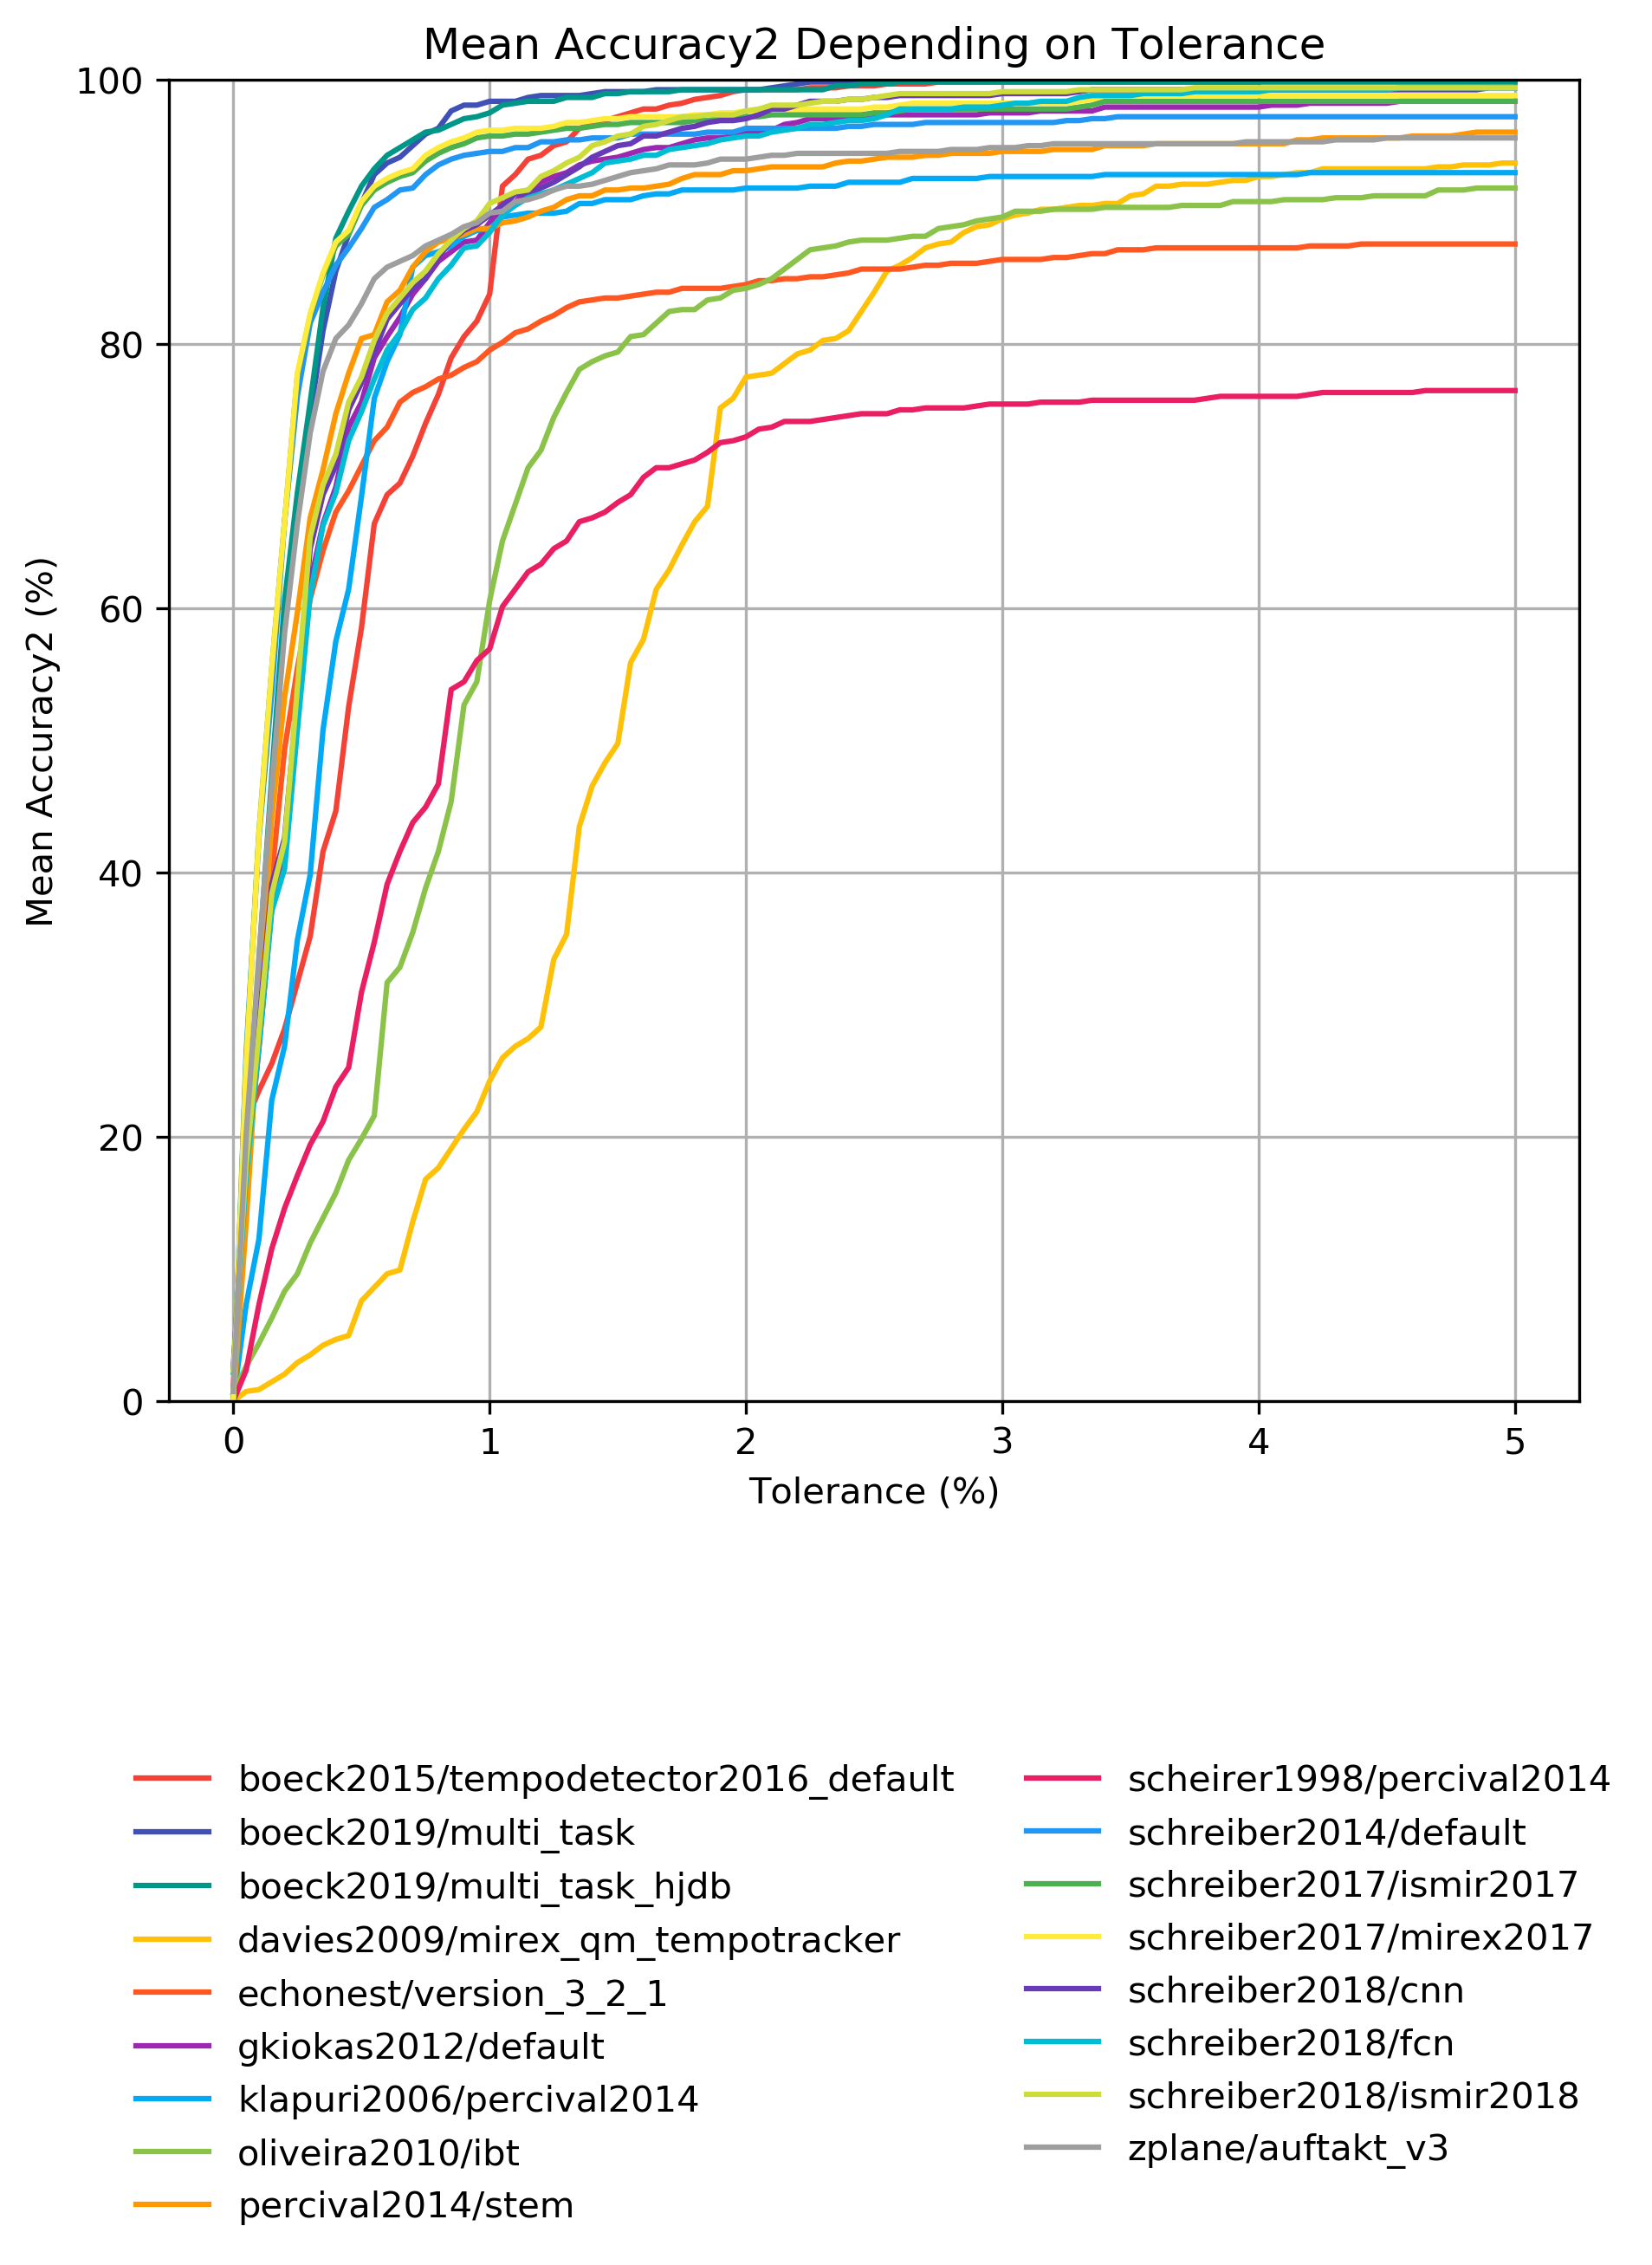 Mean Accuracy2 Depending on Tolerance
100
80
60
40
20
0
Mean Accuracy2 (%)
0 1 2 3 4 5
Tolerance (%)
boeck2015/tempodetector2016_default
boeck2019/multi_task
boeck2019/multi_task_hjdb
davies2009/mirex_qm_tempotracker
echonest/version_3_2_1
gkiokas2012/default
klapuri2006/percival2014
oliveira2010/ibt
percival2014/stem
scheirer1998/percival2014
schreiber2014/default
schreiber2017/ismir2017
schreiber2017/mirex2017
schreiber2018/cnn
schreiber2018/fcn
schreiber2018/ismir2018
zplane/auftakt_v3